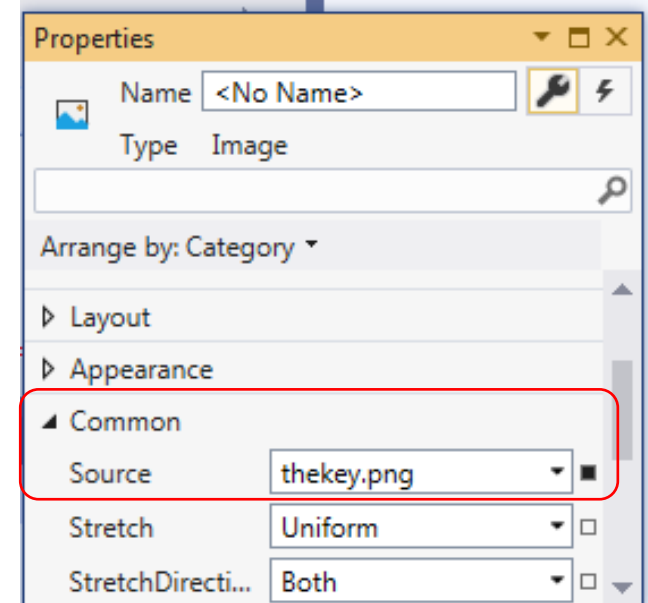 Properties
Name <No Name>
Type Image
Arrange by: Category
Layout
Appearance
Common
Source thekey.png
Stretch Uniform
StretchDirecti... Both